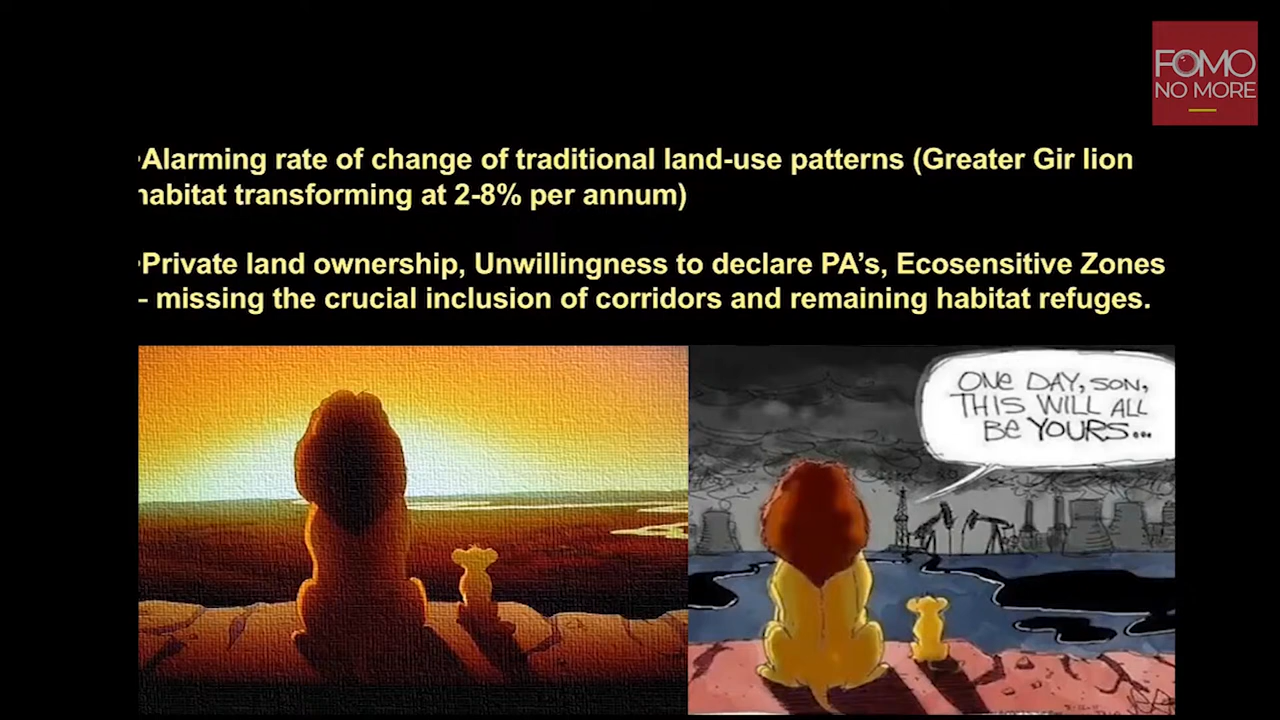 FOMO
NO MORE
·Alarming rate of change of traditional land-use patterns (Greater Gir lion
habitat transforming at 2-8% per annum)
·Private land ownership, Unwillingness to declare PA’s, Ecosensitive Zones
– missing the crucial inclusion of corridors and remaining habitat refuges.
ONE DAY, SON,
THIS WILL ALL
BE YOURS...